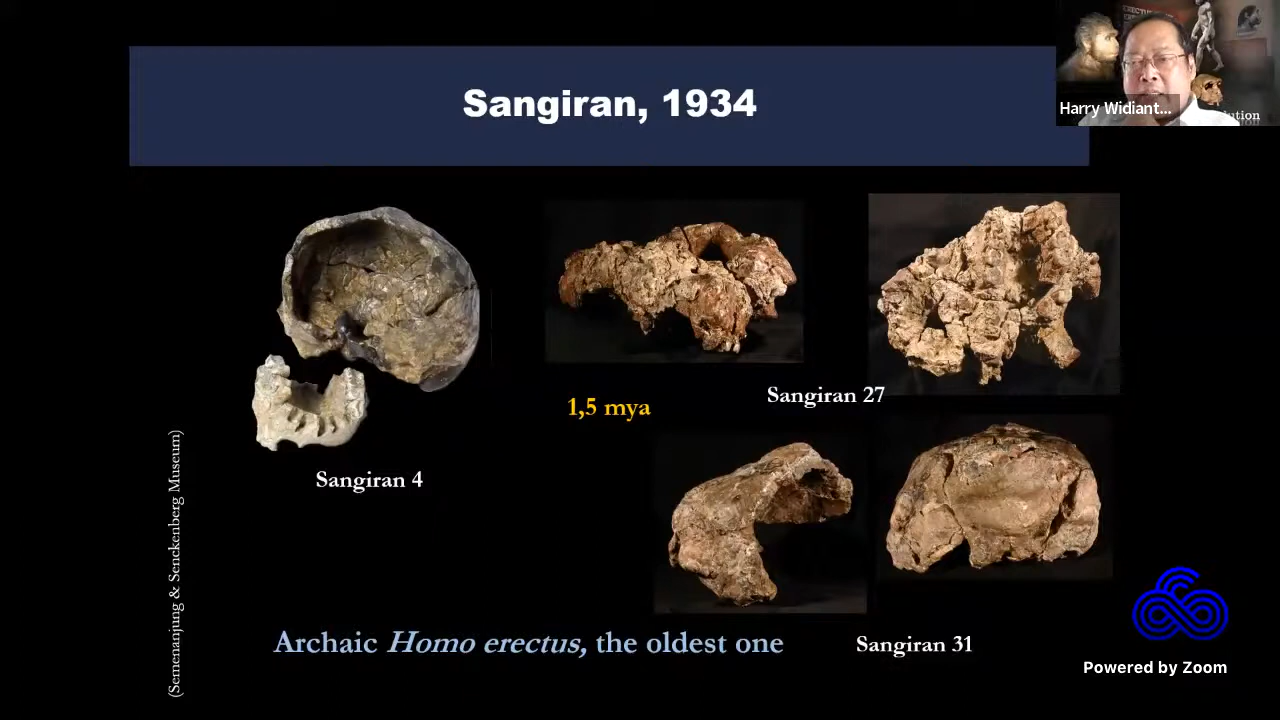 Sangiran, 1934
Harry Widiant...
ution
1,5 mya
Sangiran 27
Sangiran 4
(Semenanjung & Senckenberg Museum)
Archaic Homo erectus, the oldest one
Sangiran 31
Powered by Zoom